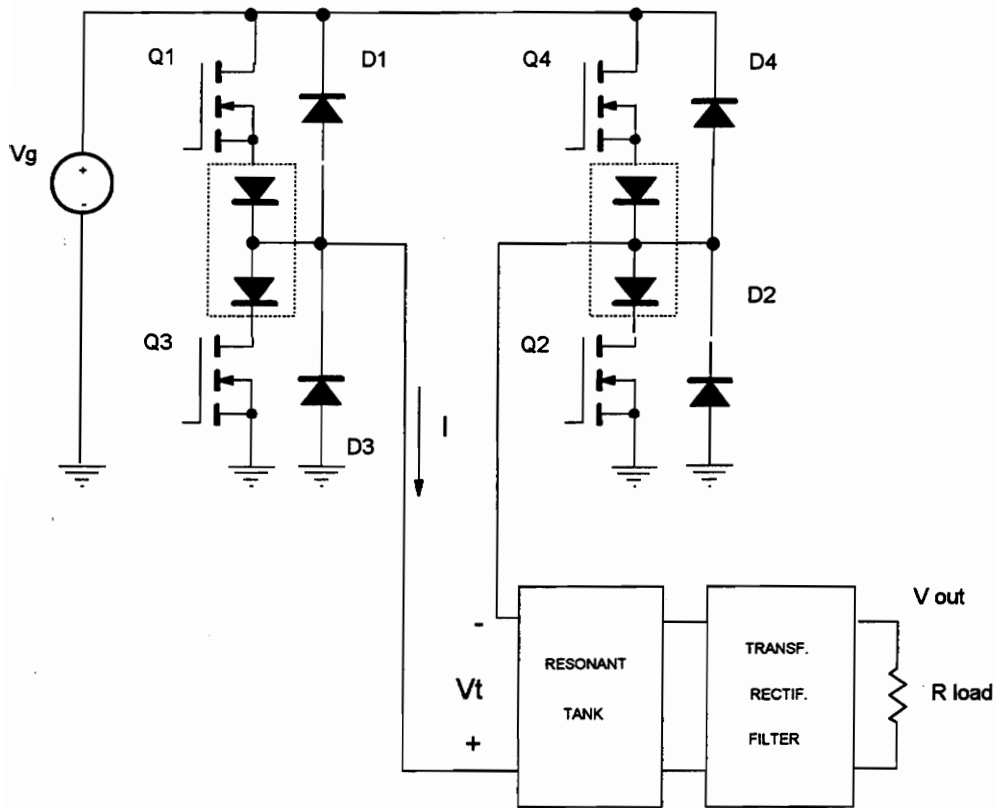 Q1
D1
Q4
D4
Vg
+
-
D2
Q3
Q2
D3
I
V out
-
RESONANT
TANK
TRANSF.
RECTIF.
FILTER
Vt
R load
+